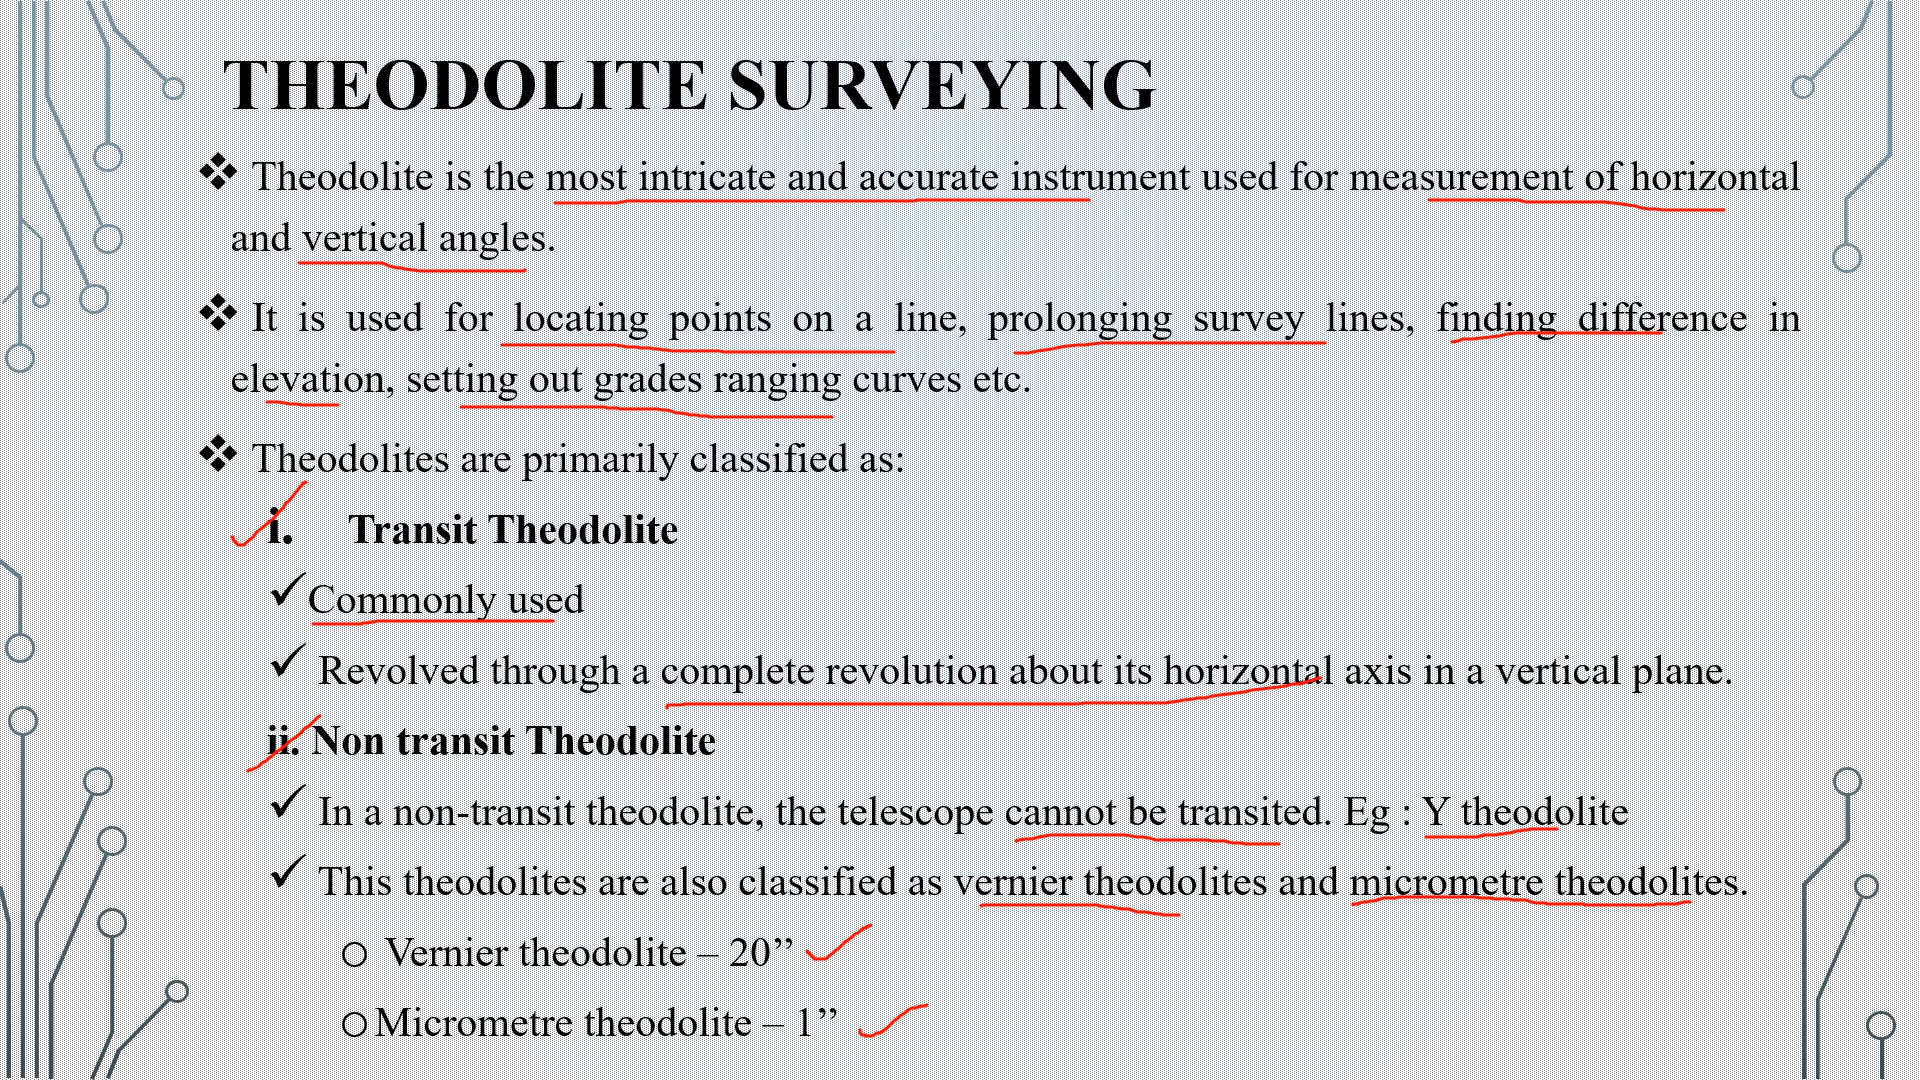 THEODOLITE SURVEYING
❖ Theodolite is the most intricate and accurate instrument used for measurement of horizontal
and vertical angles.
❖ It is used for locating points on a line, prolonging survey lines, finding difference in
elevation, setting out grades ranging curves etc.
❖ Theodolites are primarily classified as:
i. Transit Theodolite
✓ Commonly used
✓ Revolved through a complete revolution about its horizontal axis in a vertical plane.
ii. Non transit Theodolite
✓ In a non-transit theodolite, the telescope cannot be transited. Eg : Y theodolite
✓ This theodolites are also classified as vernier theodolites and micrometre theodolites.
o Vernier theodolite – 20”
o Micrometre theodolite – 1”